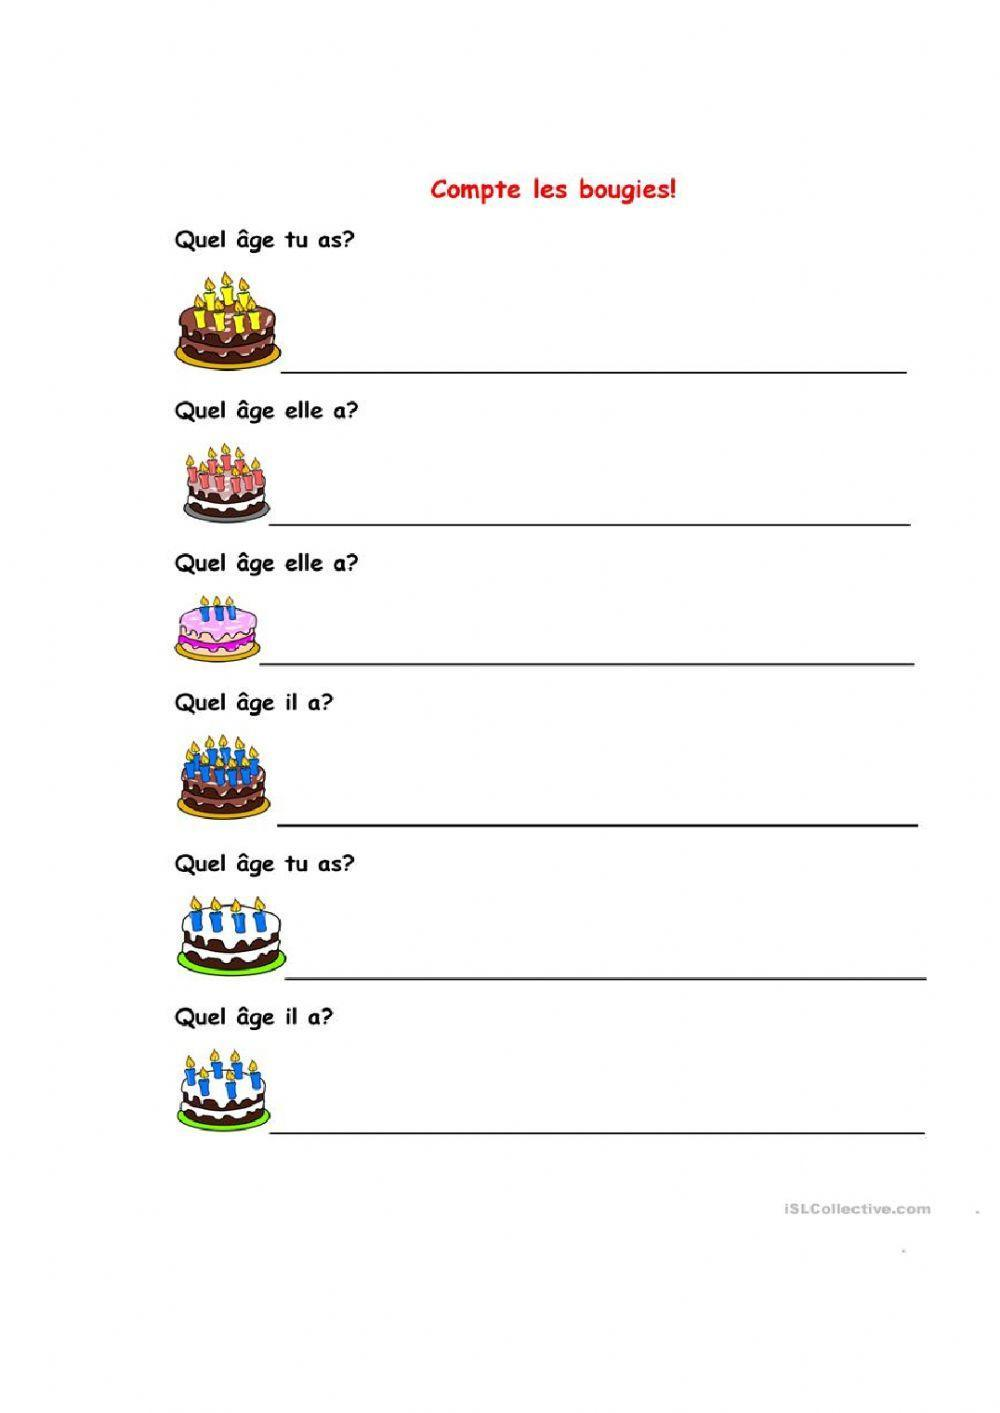 Compte les bougies!
Quel âge tu as?
Quel âge elle a?
Quel âge elle a?
Quel âge il a?
Quel âge tu as?
Quel âge il a?
iSLCollective.com